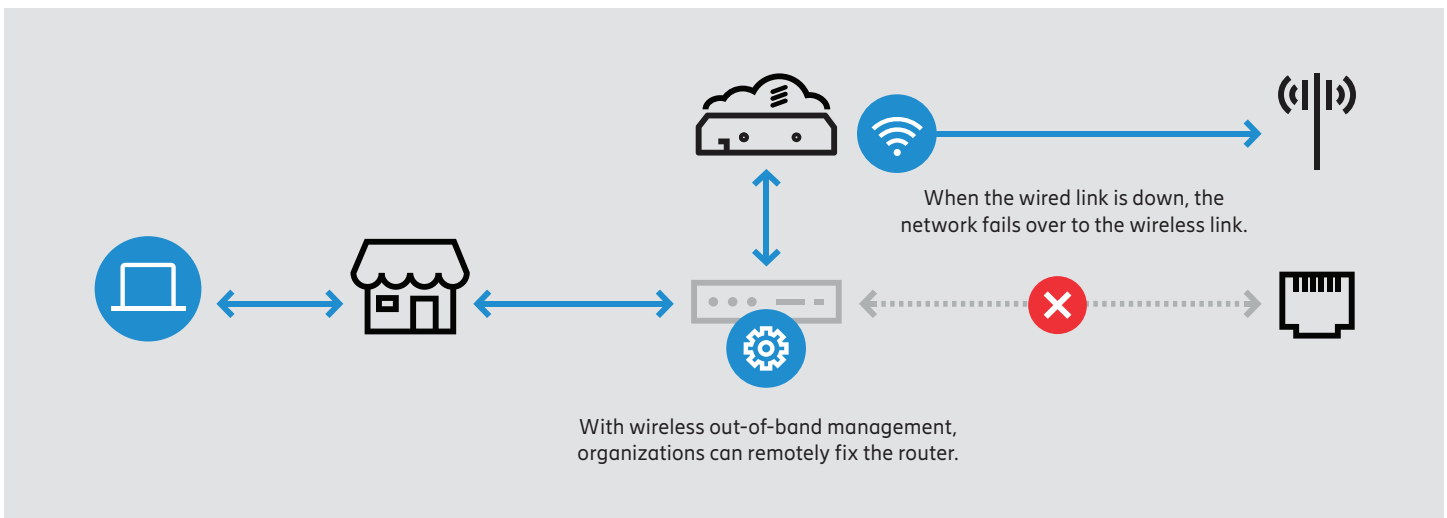 When the wired link is down, the
network fails over to the wireless link.
With wireless out-of-band management,
organizations can remotely fix the router.